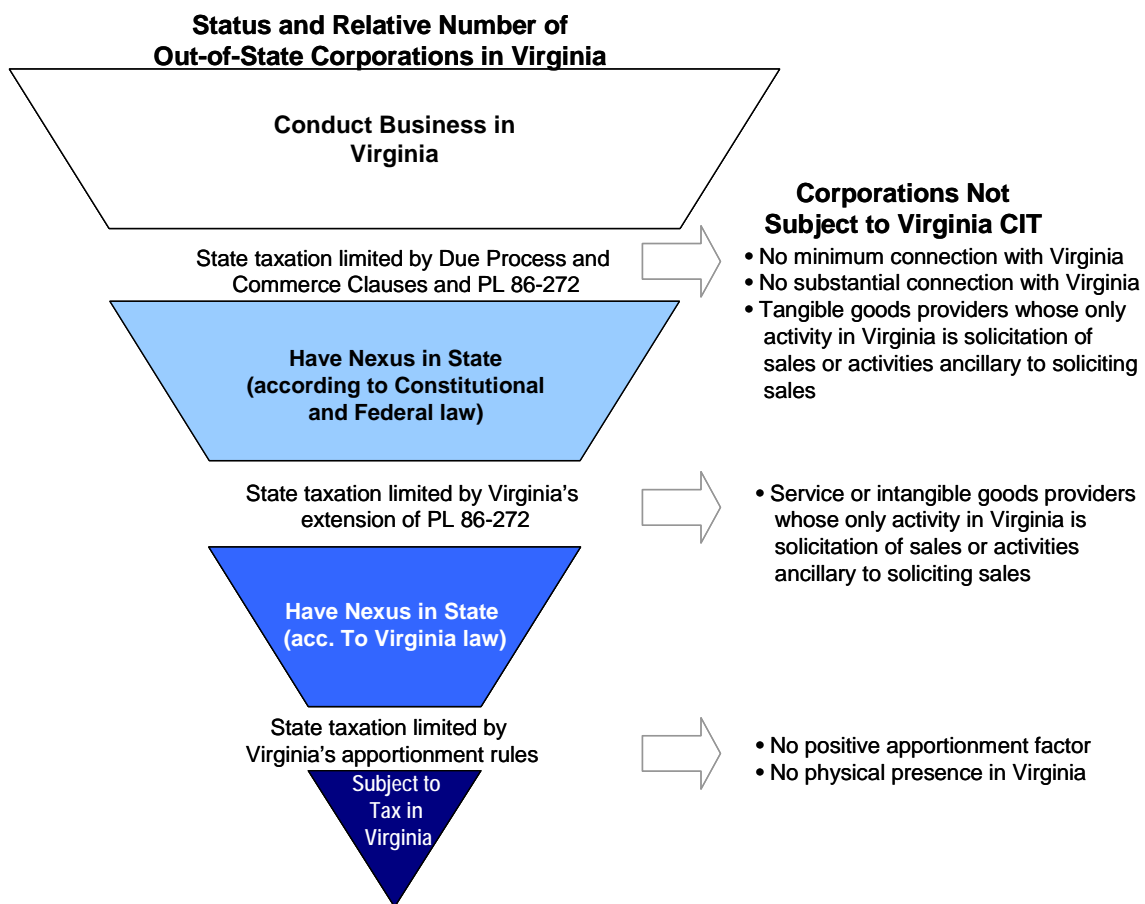 Status and Relative Number of
Out-of-State Corporations in Virginia
Conduct Business in
Virginia
Corporations Not
Subject to Virginia CIT
State taxation limited by Due Process and
Commerce Clauses and PL 86-272
• No minimum connection with Virginia
• No substantial connection with Virginia
• Tangible goods providers whose only
activity in Virginia is solicitation of
sales or activities ancillary to soliciting
sales
Have Nexus in State
(according to Constitutional
and Federal law)
State taxation limited by Virginia's
extension of PL 86-272
• Service or intangible goods providers
whose only activity in Virginia is
solicitation of sales or activities
ancillary to soliciting sales
Have Nexus in State
(acc. To Virginia law)
State taxation limited by
Virginia's apportionment rules
• No positive apportionment factor
• No physical presence in Virginia
Subject to
Tax in
Virginia